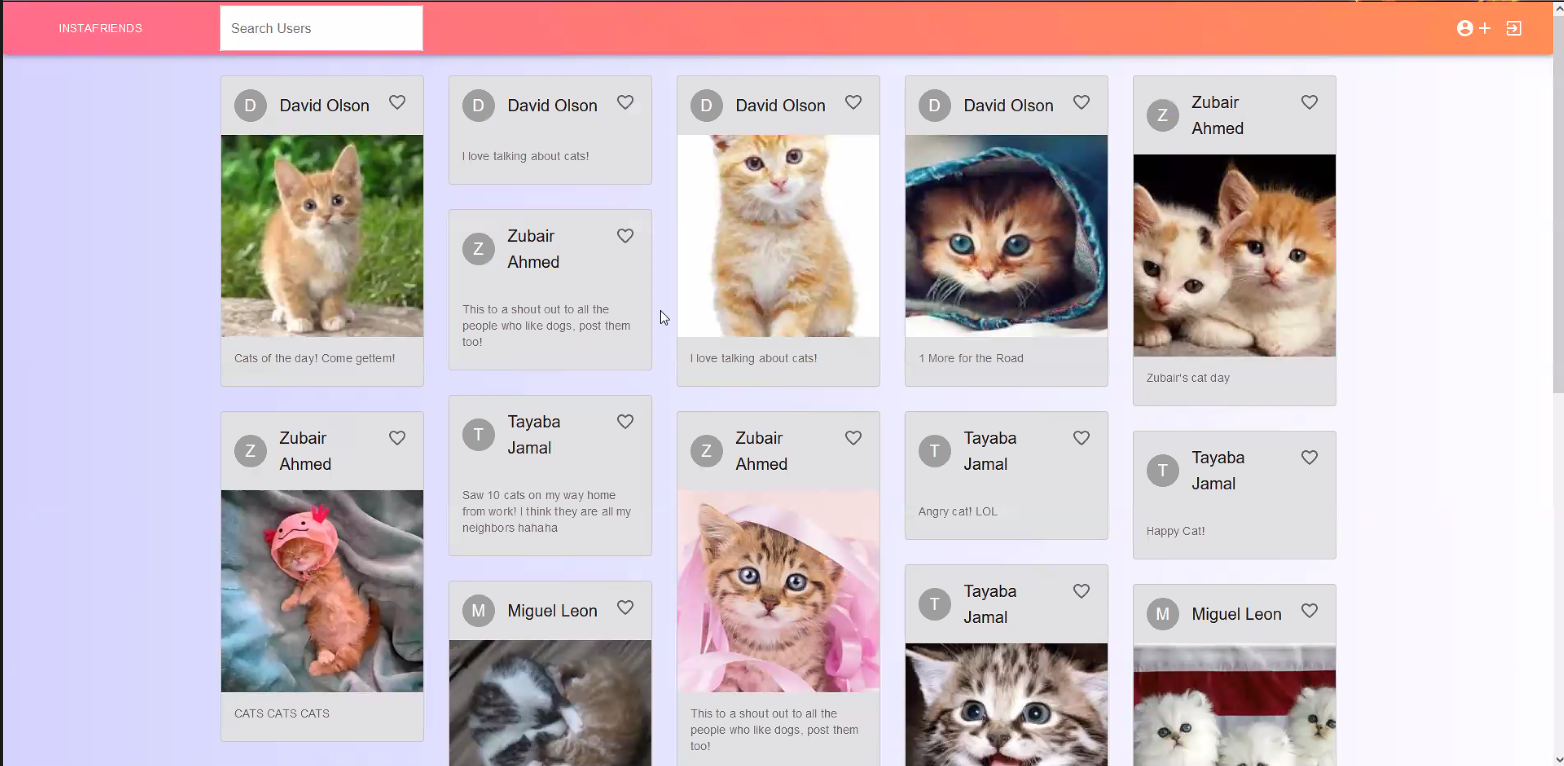 INSTAFRIENDS
Search Users
D
David Olson
Cats of the day! Come gettem!
Z
Zubair
Ahmed
CATS CATS CATS
D
David Olson
I love talking about cats!
Z
Zubair
Ahmed
This to a shout out to all the
people who like dogs, post them
too!
T
Tayaba
Jamal
Saw 10 cats on my way home
from work! I think they are all my
neighbors hahaha
M
Miguel Leon
D
David Olson
I love talking about cats!
Z
Zubair
Ahmed
This to a shout out to all the
people who like dogs, post them
too!
D
David Olson
1 More for the Road
T
Tayaba
Jamal
Angry cat! LOL
T
Tayaba
Jamal
Z
Zubair
Ahmed
Zubair's cat day
T
Tayaba
Jamal
Happy Cat!
M
Miguel Leon